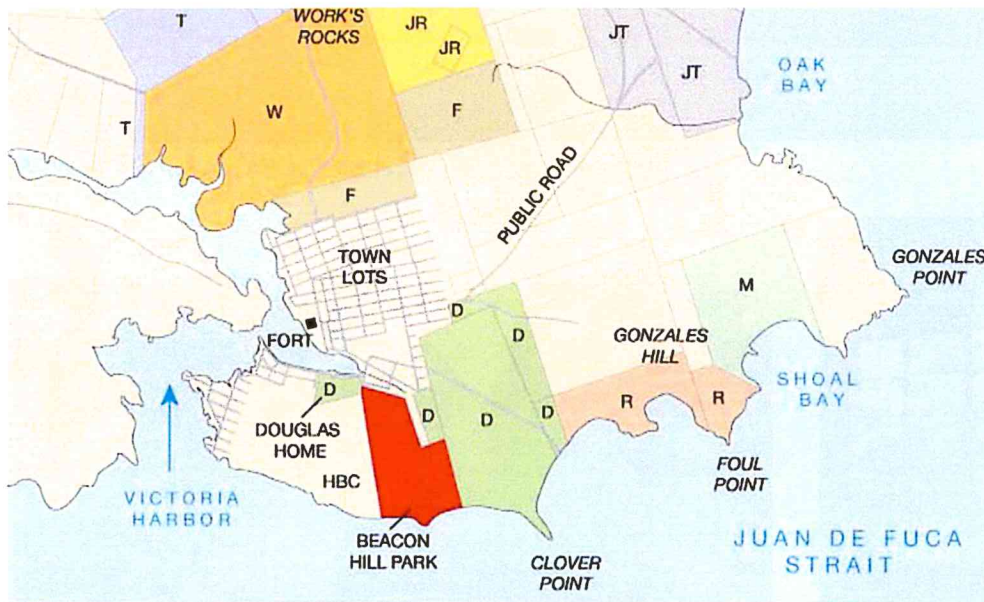 T
WORK'S
ROCKS
JR
JR
JT
JT
OAK
BAY
T
W
F
F
PUBLIC ROAD
TOWN
LOTS
GONZALES
POINT
M
D
D
FORT
GONZALES
HILL
SHOAL
BAY
D
D
D
D
R
R
DOUGLAS
HOME
HBC
FOUL
POINT
VICTORIA
HARBOR
BEACON
HILL PARK
CLOVER
POINT
JUAN DE FUCA
STRAIT